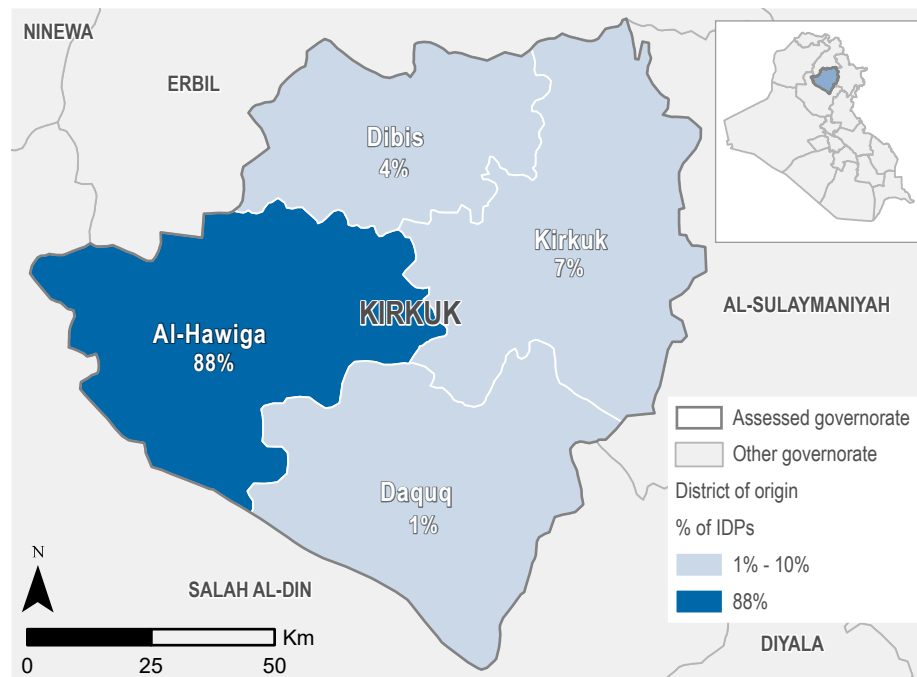 NINEWA
ERBIL
Dibis
4%
Kirkuk
7%
KIRKUK
AL-SULAYMANIYAH
Al-Hawiga
88%
Daquq
1%
SALAH AL-DIN
DIYALA
Assessed governorate
Other governorate
District of origin
% of IDPs
1% - 10%
88%
N
Km
0 25 50